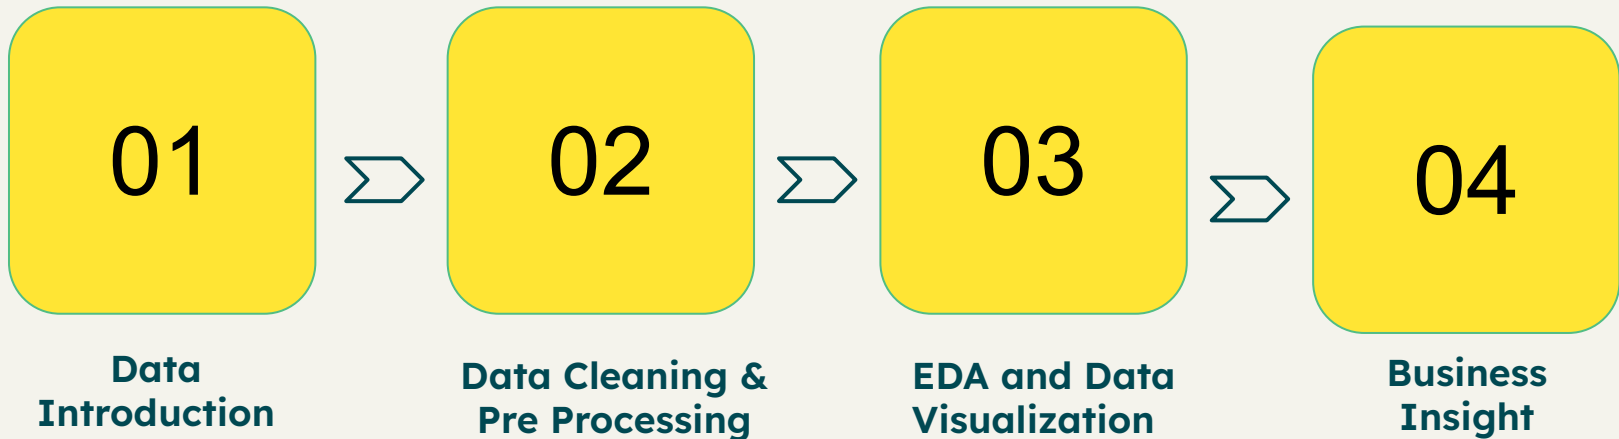 01
02
03
04
Data
Introduction
Data Cleaning &
Pre Processing
EDA and Data
Visualization
Business
Insight